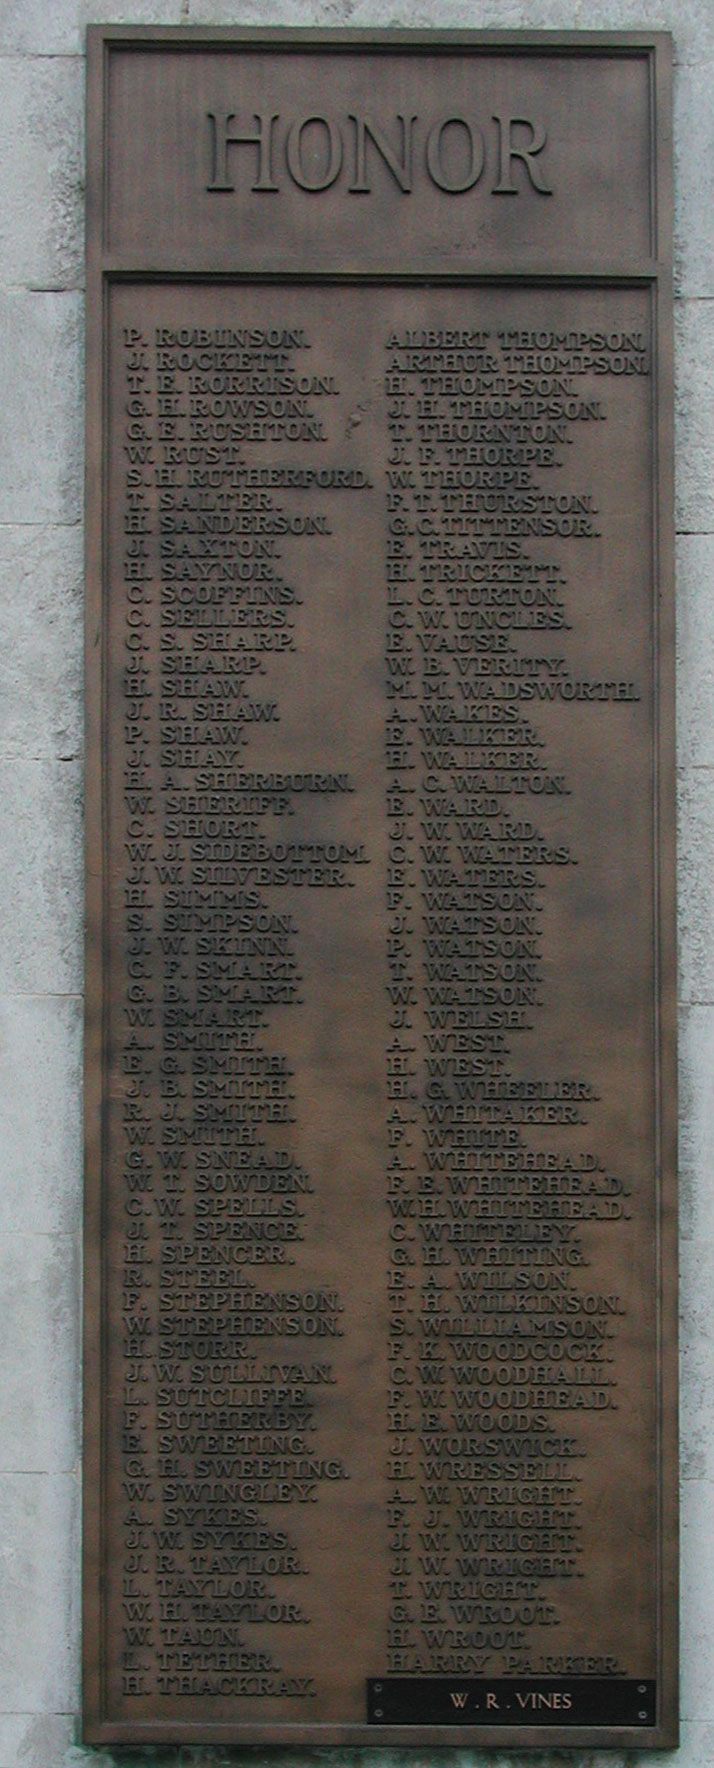 HONOR
P. ROBINSON.
J. ROCKETT.
T. E. RORRISON.
G. H. ROWSON.
G. E. RUSHTON.
W. RUST.
S. H. RUTHERFORD.
T. SALTER.
H. SANDERSON.
J. SAXTON.
H. SAYNOR.
C. SCOFFINS.
C. SELLERS.
C. S. SHARP.
J. SHARP.
H. SHAW.
J. R. SHAW.
P. SHAW.
J. SHAY.
H. A. SHERBURN.
W. SHERIFF.
C. SHORT.
W. J. SIDEBOTTOM.
J. W. SILVESTER.
H. SIMMS.
S. SIMPSON.
J. W. SKINN.
C. F. SMART.
G. B. SMART.
W. SMART.
A. SMITH.
E. G. SMITH.
J. B. SMITH.
R. J. SMITH.
W. SMITH.
G. W. SNEAD.
W. T. SOWDEN.
C. W. SPELLS.
J. T. SPENCE.
H. SPENCER.
R. STEEL.
F. STEPHENSON.
W. STEPHENSON.
H. STORR.
J. W. SULLIVAN.
L. SUTCLIFFE.
F. SUTHERBY.
E. SWEETING.
G. H. SWEETING.
W. SWINGLEY.
A. SYKES.
J. W. SYKES.
J. R. TAYLOR.
L. TAYLOR.
W. H. TAYLOR.
W. TAUN.
L. TETHER.
H. THACKRAY.
ALBERT THOMPSON.
ARTHUR THOMPSON.
H. THOMPSON.
J. H. THOMPSON.
T. THORNTON.
J. F. THORPE.
W. THORPE.
F. T. THURSTON.
G. C. TITTENSOR.
E. TRAVIS.
H. TRICKETT.
L. C. TURTON.
C. W. UNCLES.
E. VAUSE.
W. B. VERITY.
M. M. WADSWORTH.
A. WAKES.
E. WALKER.
H. WALKER.
A. C. WALTON.
E. WARD.
J. W. WARD.
C. W. WATERS.
E. WATERS.
F. WATSON.
J. WATSON.
P. WATSON.
T. WATSON.
W. WATSON.
J. WELSH.
A. WEST.
H. WEST.
H. G. WHEELER.
A. WHITAKER.
F. WHITE.
A. WHITEHEAD.
F. E. WHITEHEAD.
W. H. WHITEHEAD.
C. WHITELEY.
G. H. WHITING.
E. A. WILSON.
T. H. WILKINSON.
S. WILLIAMSON.
F. K. WOODCOCK.
C. W. WOODHALL.
F. W. WOODHEAD.
H. E. WOODS.
J. WORSWICK.
H. WRESSELL.
A. W. WRIGHT.
F. J. WRIGHT.
J. W. WRIGHT.
J. W. WRIGHT.
T. WRIGHT.
G. E. WROOT.
H. WROOT.
HARRY PARKER.
W . R . VINES